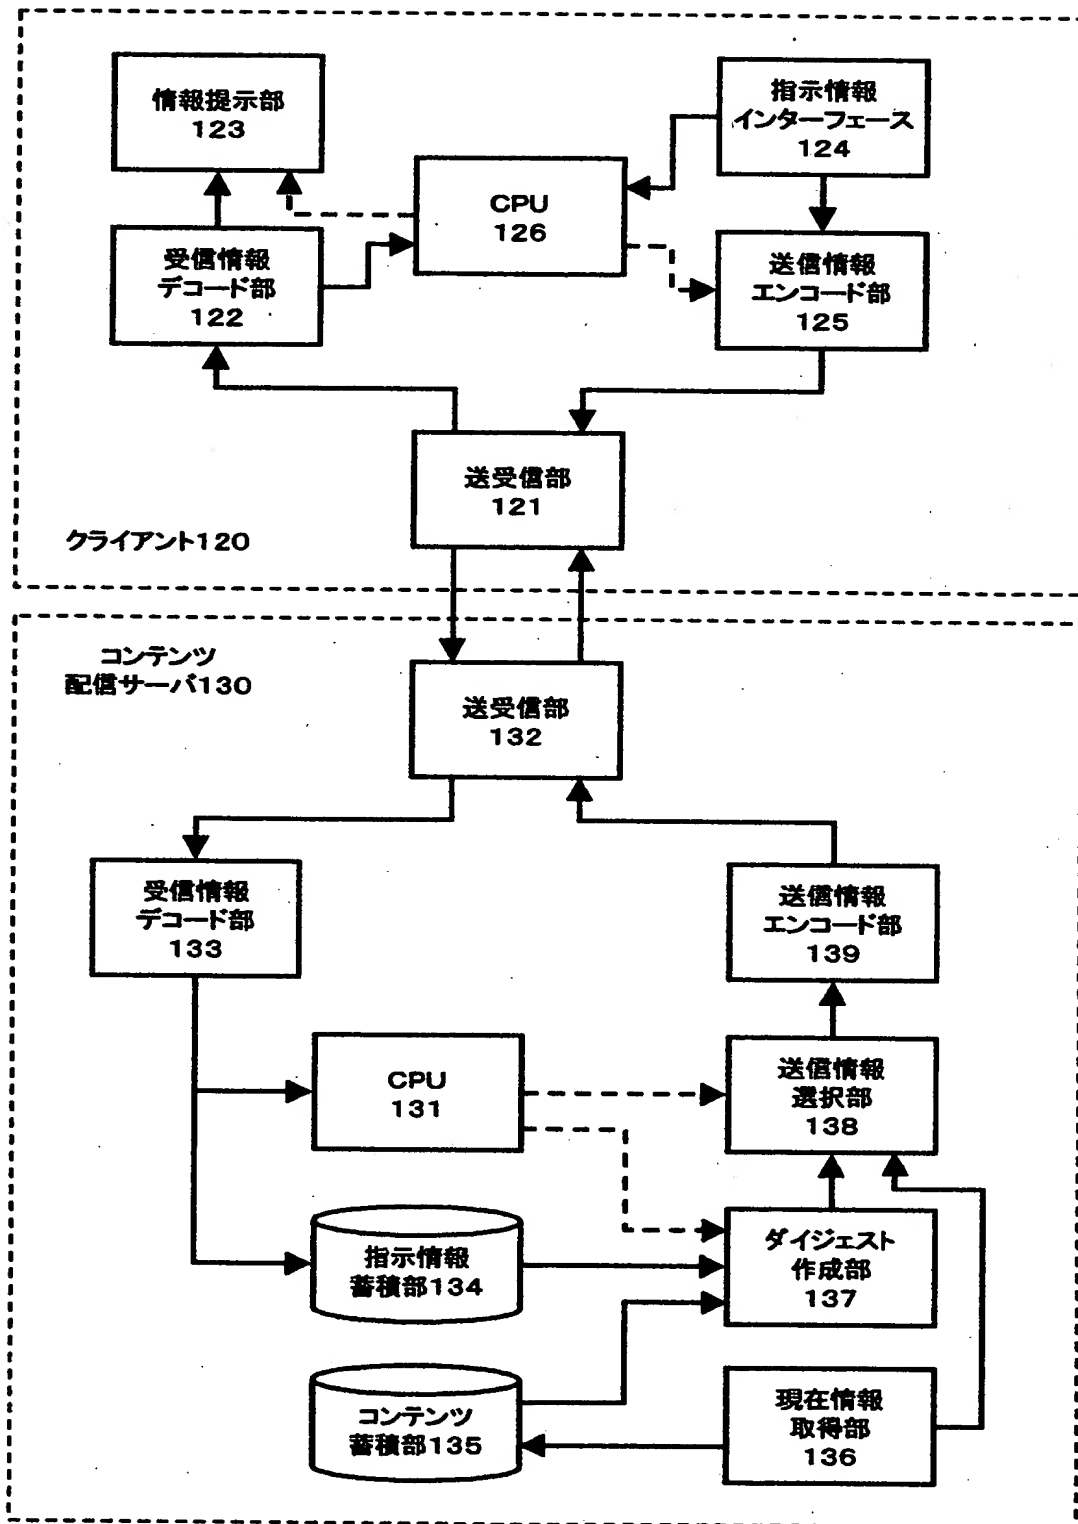 情報提示部
123
指示情報
インターフェース
124
CPU
126
受信情報
デコード部
122
送信情報
エンコード部
125
送受信部
121
クライアント120
コンテンツ
配信サーバ130
送受信部
132
受信情報
デコード部
133
送信情報
エンコード部
139
CPU
131
送信情報
選択部
138
指示情報
蓄積部134
ダイジェスト
作成部
137
コンテンツ
蓄積部135
現在情報
取得部
136